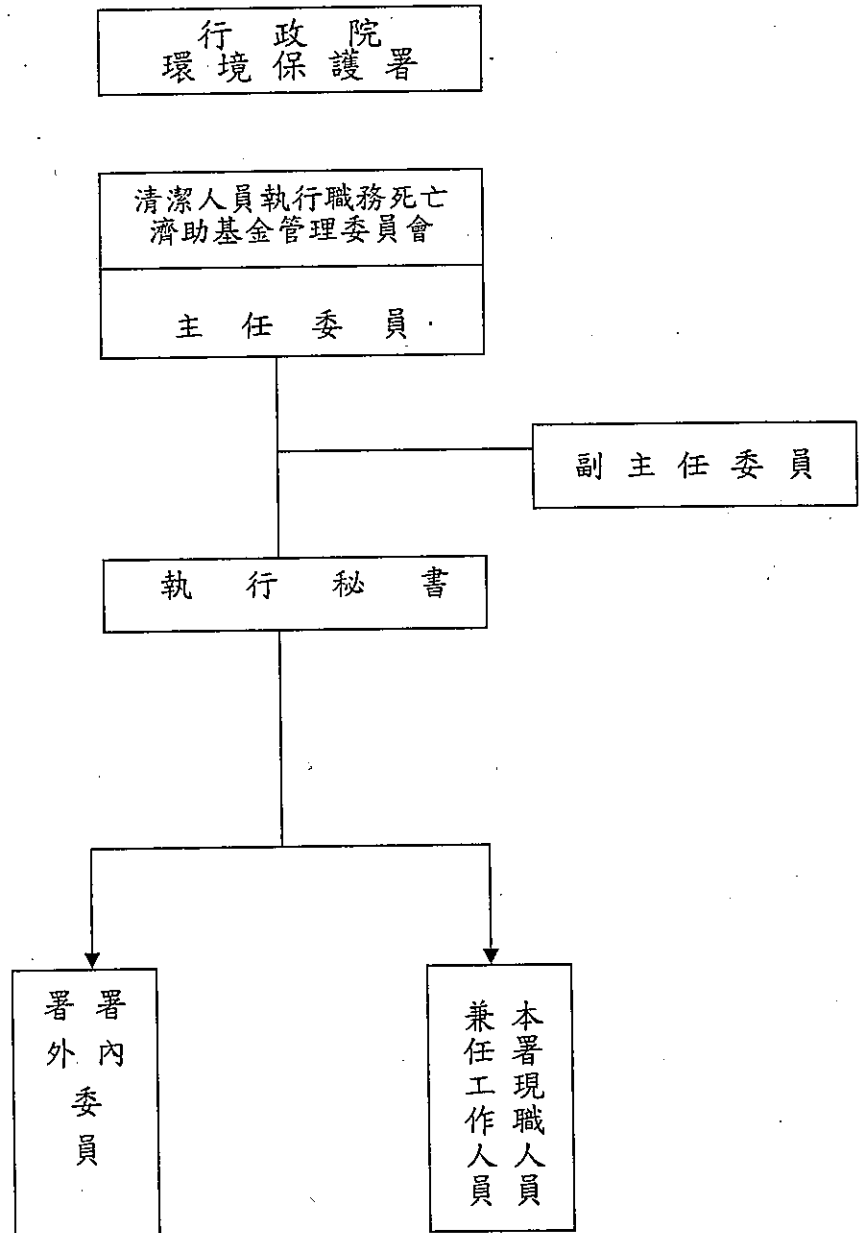 行政院
環境保護署
清潔人員執行職務死亡
濟助基金管理委員會
主任委員
副主任委員
執行秘書
署內
署外
委員
本署現職人員
兼任工作人員